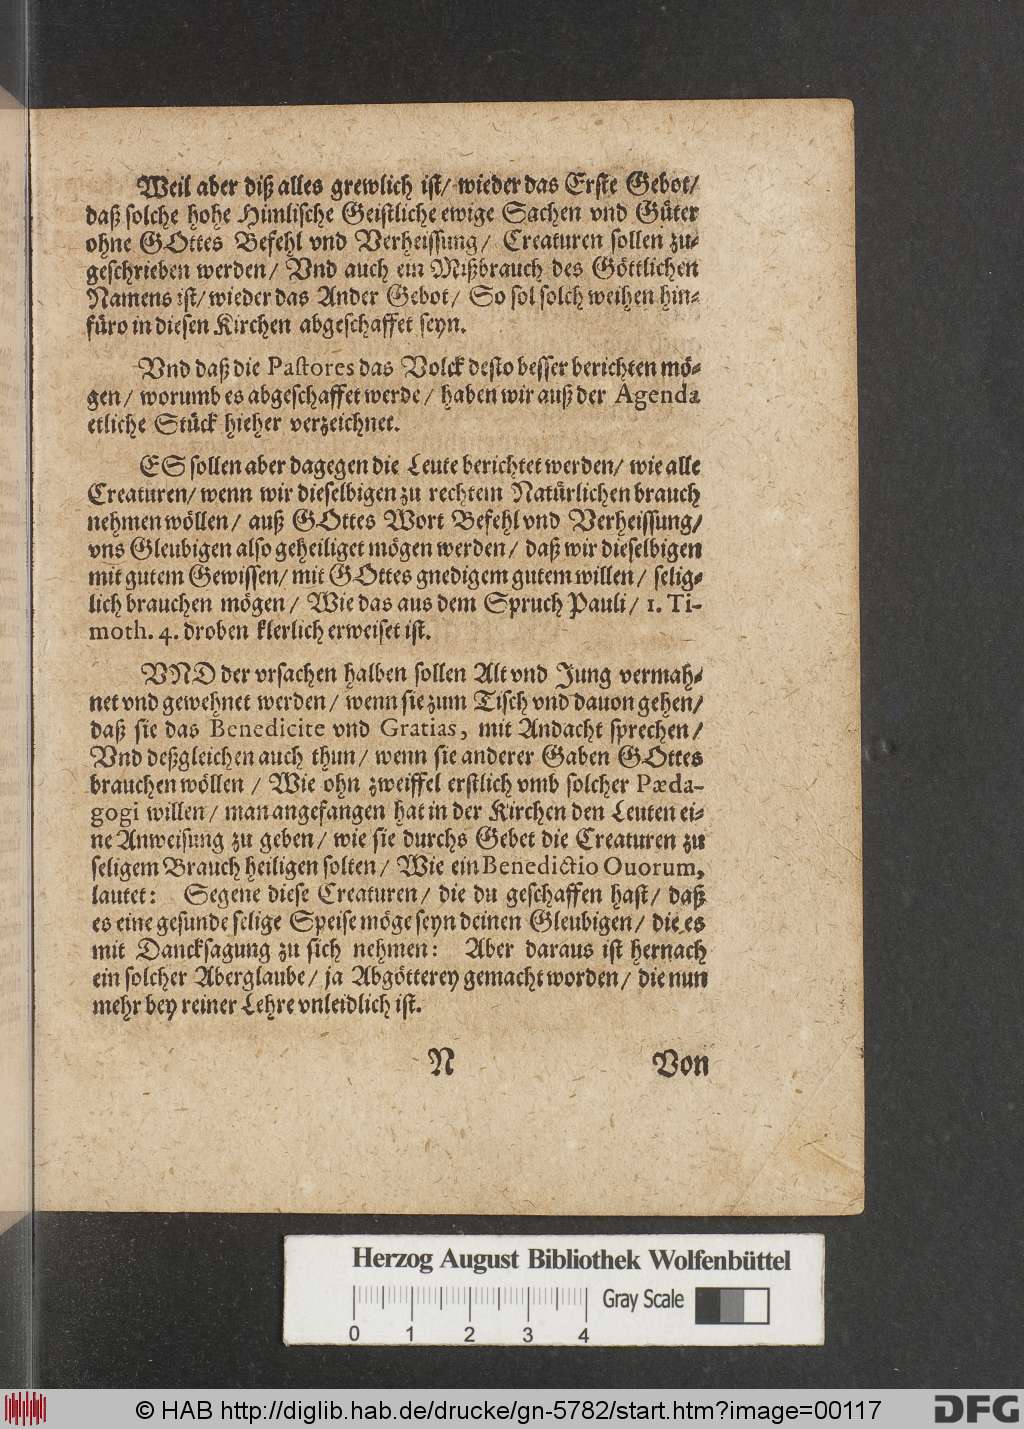 Weil aber diß alles grewlich ist/ wieder das Erste Gebot/
daß solche hohe Himlische Geistliche ewige Sachen vnd Güter
ohne GOttes Befehl vnd Verheissung/ Creaturen sollen zu-
geschrieben werden/ Vnd auch ein Mißbrauch des Göttlichen
Namens ist/ wieder das Ander Gebot/ So sol solch weihen hin-
füro in diesen Kirchen abgeschaffet seyn.
Vnd daß die Pastores das Volck desto besser berichten mö-
gen/ worumb es abgeschaffet werde/ haben wir auß der Agenda
etliche Stück hieher verzeichnet.
ES sollen aber dagegen die Leute berichtet werden/ wie alle
Creaturen/ wenn wir dieselbigen zu rechtem Natürlichen brauch
nehmen wöllen/ auß GOttes Wort Befehl vnd Verheissung/
vns Gleubigen also geheiliget mögen werden/ daß wir dieselbigen
mit gutem Gewissen/ mit GOttes gnedigem gutem willen/ selig-
lich brauchen mögen/ Wie das aus dem Spruch Pauli/ 1. Ti-
moth. 4. droben klerlich erweiset ist.
VND der vrsachen halben sollen Alt vnd Jung vermah-
net vnd gewehnet werden/ wenn sie zum Tisch vnd dauon gehen/
daß sie das Benedicite vnd Gratias, mit Andacht sprechen/
Vnd deßgleichen auch thun/ wenn sie anderer Gaben GOttes
brauchen wöllen/ Wie ohn zweiffel erstlich vmb solcher Pæda-
gogi willen/ man angefangen hat in der Kirchen den Leuten ei-
ne Anweisung zu geben/ wie sie durchs Gebet die Creaturen zu
seligem Brauch heiligen solten/ Wie ein Benedictio Ouorum,
lautet: Segene diese Creaturen/ die du geschaffen hast/ daß
es eine gesunde selige Speise möge seyn deinen Gleubigen/ die es
mit Dancksagung zu sich nehmen: Aber daraus ist hernach
ein solcher Aberglaube/ ja Abgötterey gemacht worden/ die nun
mehr bey reiner Lehre vnleidlich ist.
N Von
Herzog August Bibliothek Wolfenbüttel
Gray Scale
0 1 2 3 4
© HAB http://diglib.hab.de/drucke/gn-5782/start.htm?image=00117
DFG